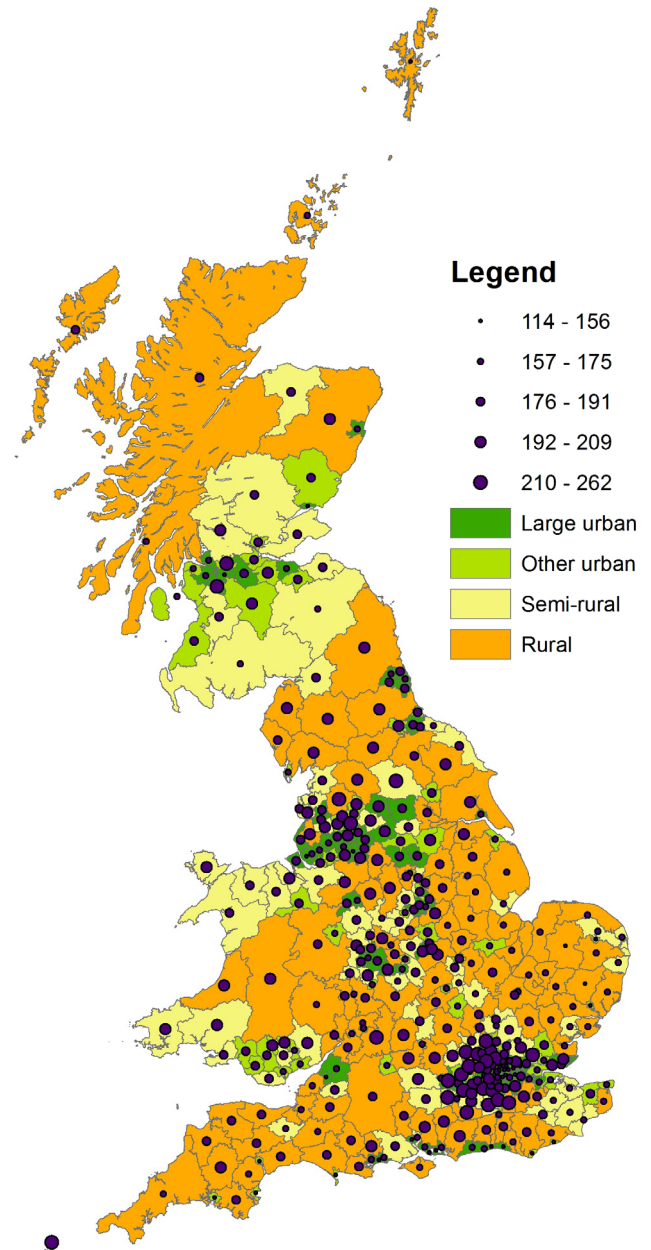 Legend
114 - 156
157 - 175
176 - 191
192 - 209
210 - 262
Large urban
Other urban
Semi-rural
Rural